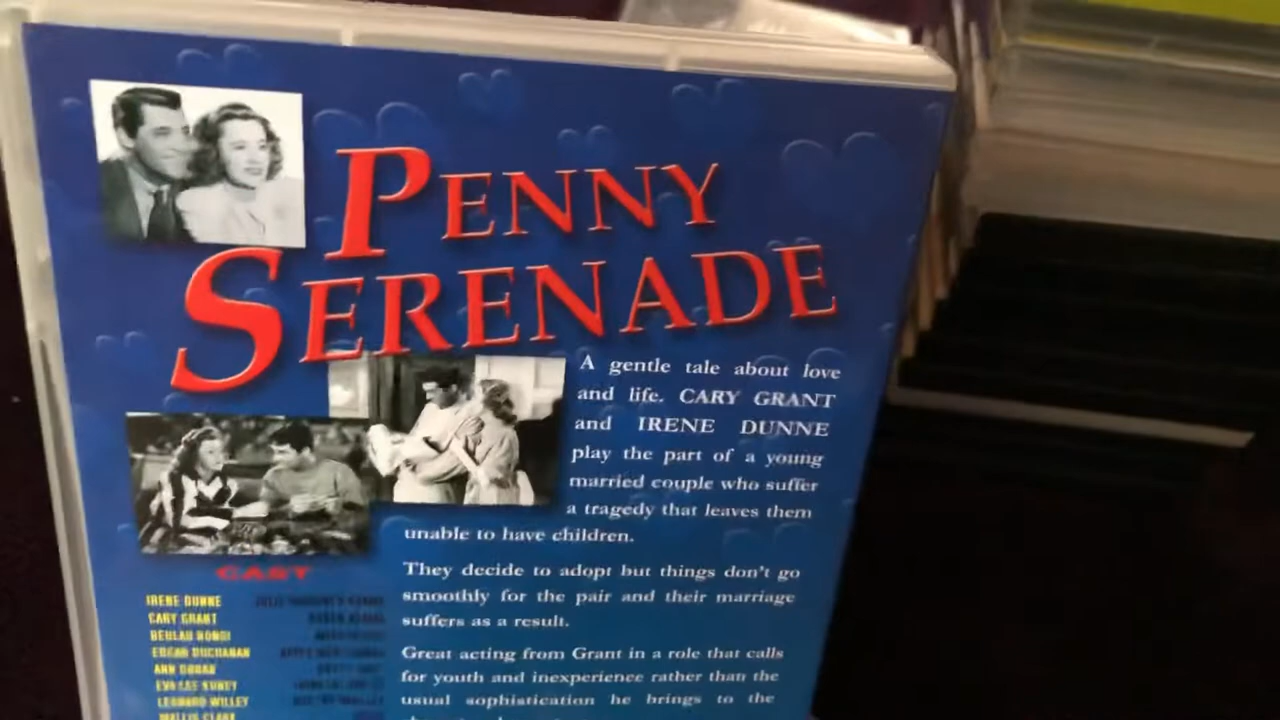 PENNY
SERENADE
A gentle tale about love
and life. CARY GRANT
and IRENE DUNNE
play the part of a young
married couple who suffer
a tragedy that leaves them
unable to have children.
They decide to adopt but things don't go
smoothly for the pair and their marriage
suffers as a result.
Great acting from Grant in a role that calls
for youth and inexperience rather than the
usual sophistication he brings to the
CAST
IRENE DUNNE
CARY GRANT
BEULAH BONDI
EDGAR BUCHANAN
ANN DORAN
EVA LEE KUNEY
LEONARD WILLEY
WALLIS CLARK